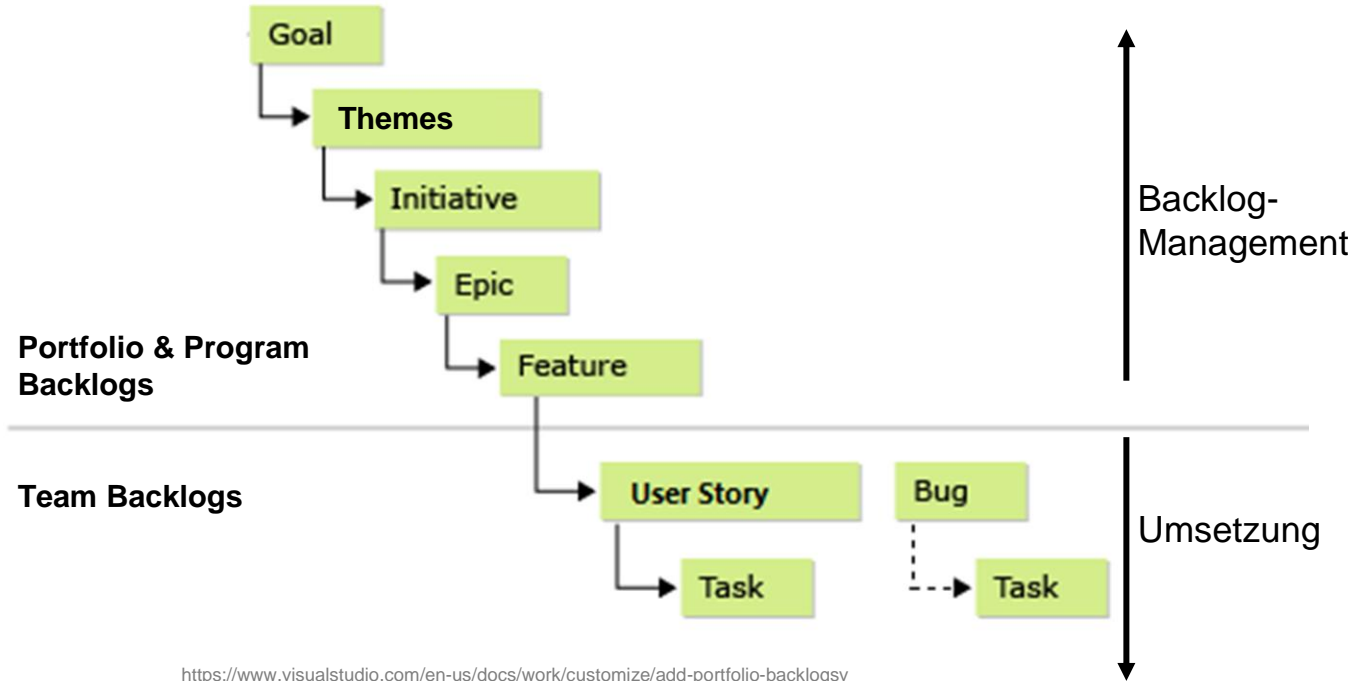 Goal
Themes
Initiative
Backlog-
Management
Epic
Portfolio & Program
Backlogs
Feature
Team Backlogs
User Story
Bug
Umsetzung
Task
Task
https://www.visualstudio.com/en-us/docs/work/customize/add-portfolio-backlogsv